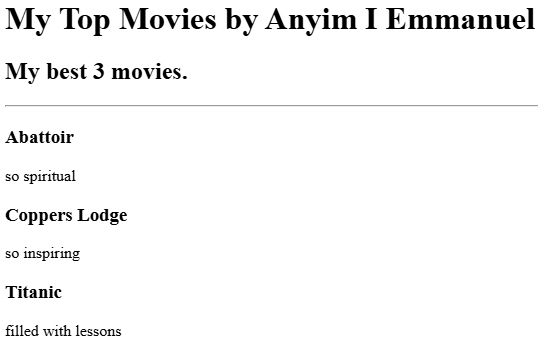 My Top Movies by Anyim I Emmanuel
My best 3 movies.
Abattoir
so spiritual
Coppers Lodge
so inspiring
Titanic
filled with lessons